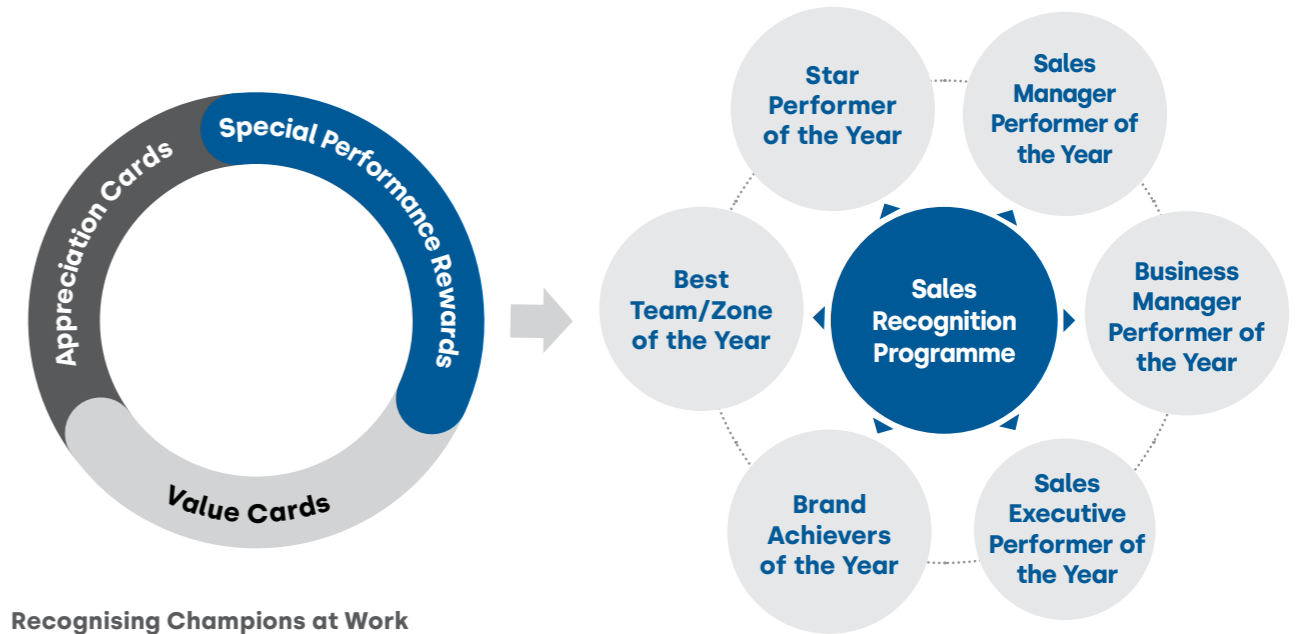 Appreciation Cards
Special Performance Rewards
Value Cards
Recognising Champions at Work
Star
Performer
of the Year
Sales
Manager
Performer of
the Year
Best
Team/Zone
of the Year
Sales
Recognition
Programme
Business
Manager
Performer of
the Year
Brand
Achievers
of the Year
Sales
Executive
Performer of
the Year